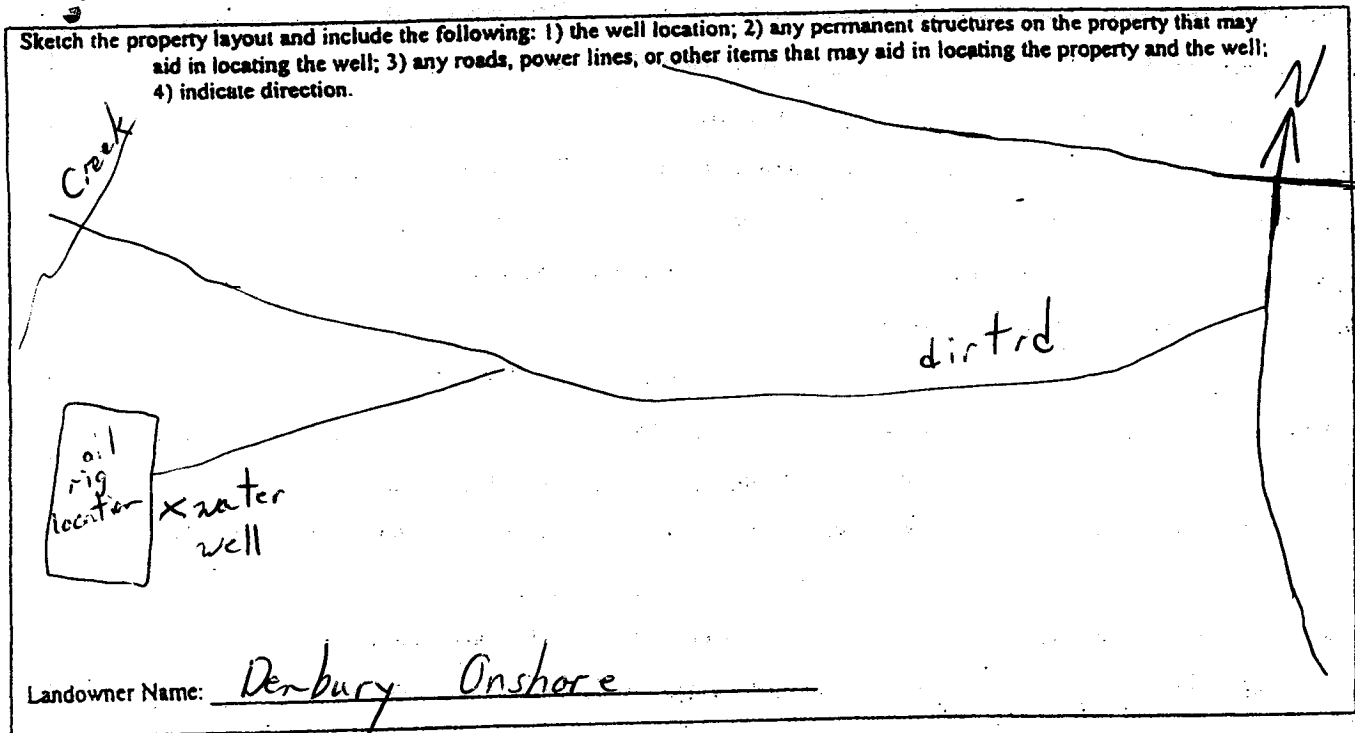 Sketch the property layout and include the following: 1) the well location; 2) any permanent structures on the property that may
aid in locating the well; 3) any roads, power lines, or other items that may aid in locating the property and the well;
4) indicate direction.
N
Creek
dirt rd
oil
rig
location
x water
well
Landowner Name: Denbury Onshore